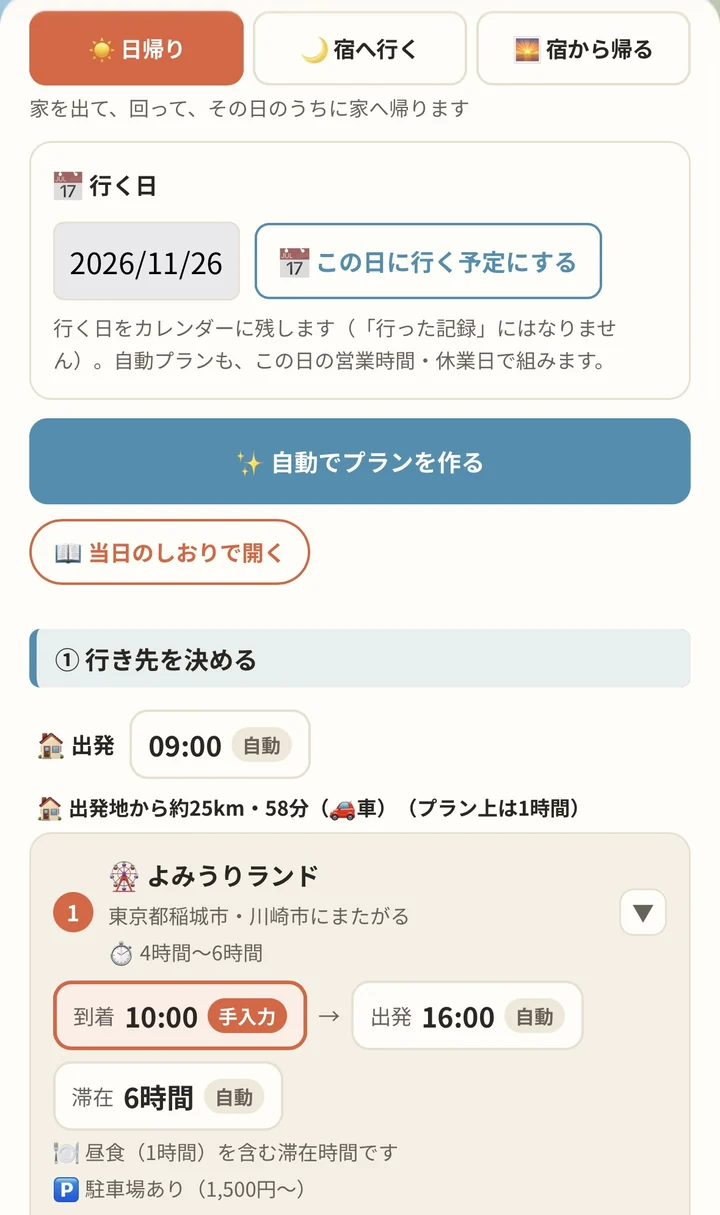 日帰り
宿へ行く
宿から帰る
家を出て、回って、その日のうちに家へ帰ります
行く日
2026/11/26
この日に行く予定にする
行く日をカレンダーに残します（「行った記録」にはなりませ
ん）。自動プランも、この日の営業時間・休業日で組みます。
自動でプランを作る
当日のしおりで開く
① 行き先を決める
出発 09:00 自動
出発地から約25km・58分（🚗車）（プラン上は1時間）
よみうりランド
1
東京都稲城市・川崎市にまたがる
▼
4時間〜6時間
到着 10:00 手入力 → 出発 16:00 自動
滞在 6時間 自動
昼食（1時間）を含む滞在時間です
P 駐車場あり（1,500円〜）